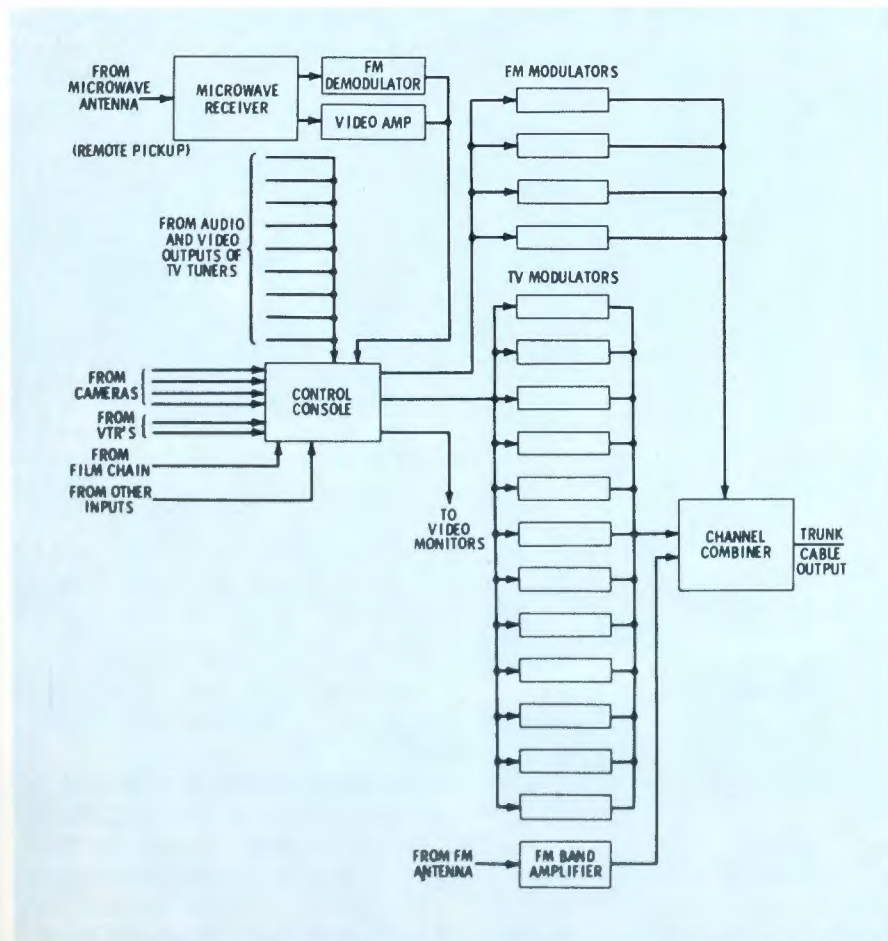 FROM
MICROWAVE
ANTENNA
(REMOTE PICKUP)
MICROWAVE
RECEIVER
FM
DEMODULATOR
VIDEO AMP
FM MODULATORS
FROM AUDIO
AND VIDEO
OUTPUTS OF
TV TUNERS
TV MODULATORS
FROM
CAMERAS
FROM
VTR'S
FROM
FILM CHAIN
FROM OTHER
INPUTS
CONTROL
CONSOLE
TO
VIDEO
MONITORS
CHANNEL
COMBINER
TRUNK
CABLE
OUTPUT
FROM FM
ANTENNA
FM BAND
AMPLIFIER